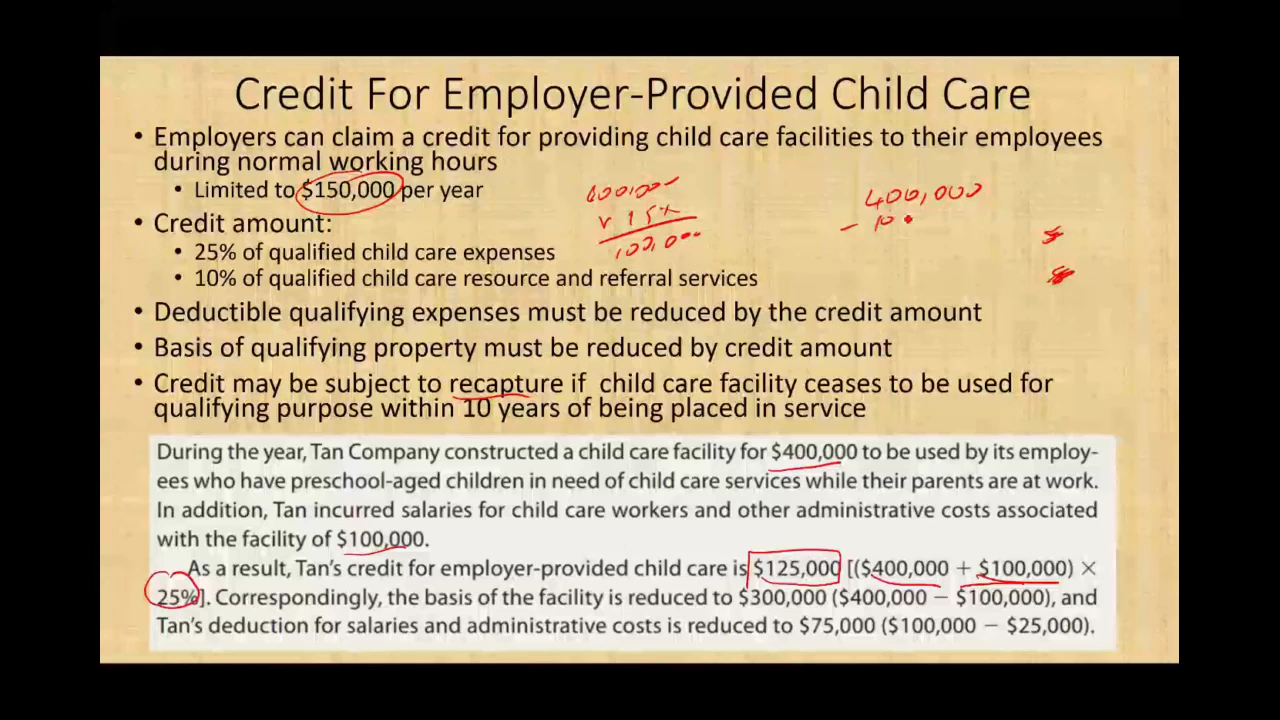 Credit For Employer-Provided Child Care
• Employers can claim a credit for providing child care facilities to their employees
during normal working hours
• Limited to $150,000 per year
400,000
• Credit amount:
100,000
• 25% of qualified child care expenses
• 10% of qualified child care resource and referral services
• Deductible qualifying expenses must be reduced by the credit amount
• Basis of qualifying property must be reduced by credit amount
• Credit may be subject to recapture if child care facility ceases to be used for
qualifying purpose within 10 years of being placed in service
During the year, Tan Company constructed a child care facility for $400,000 to be used by its employ-
ees who have preschool-aged children in need of child care services while their parents are at work.
In addition, Tan incurred salaries for child care workers and other administrative costs associated
with the facility of $100,000.
As a result, Tan's credit for employer-provided child care is $125,000 [($400,000 + $100,000) ×
25%]. Correspondingly, the basis of the facility is reduced to $300,000 ($400,000 − $100,000), and
Tan's deduction for salaries and administrative costs is reduced to $75,000 ($100,000 − $25,000).